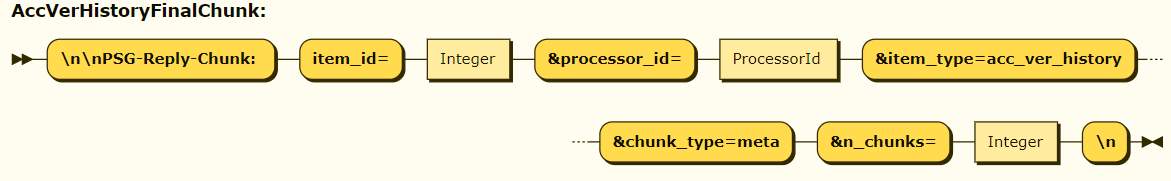 AccVerHistoryFinalChunk:
\n\nPSG-Reply-Chunk: item_id= Integer &processor_id= ProcessorId &item_type=acc_ver_history
&chunk_type=meta &n_chunks= Integer \n